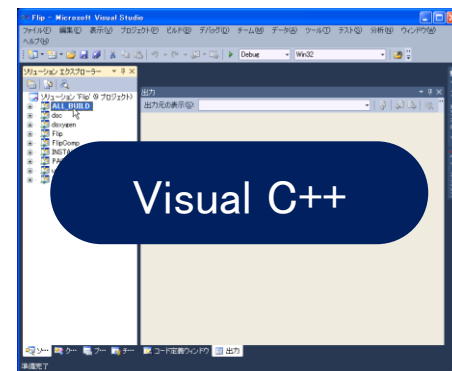 Flip - Microsoft Visual Studio
ファイル(F) 編集(E) 表示(V) プロジェクト(P) ビルド(B) デバッグ(D) チーム(M) データ(A) ツール(T) テスト(S) 分析(N) ウィンドウ(W)
ヘルプ(H)
Debug Win32
ソリューション エクスプローラー
ソリューション 'Flip' (9 プロジェクト)
ALL_BUILD
doc
doxygen
Flip
FlipComp
出力
出力元の表示(S):
Visual C++
ソ… ク… プ… チ… コード定義ウィンドウ 出力
準備完了